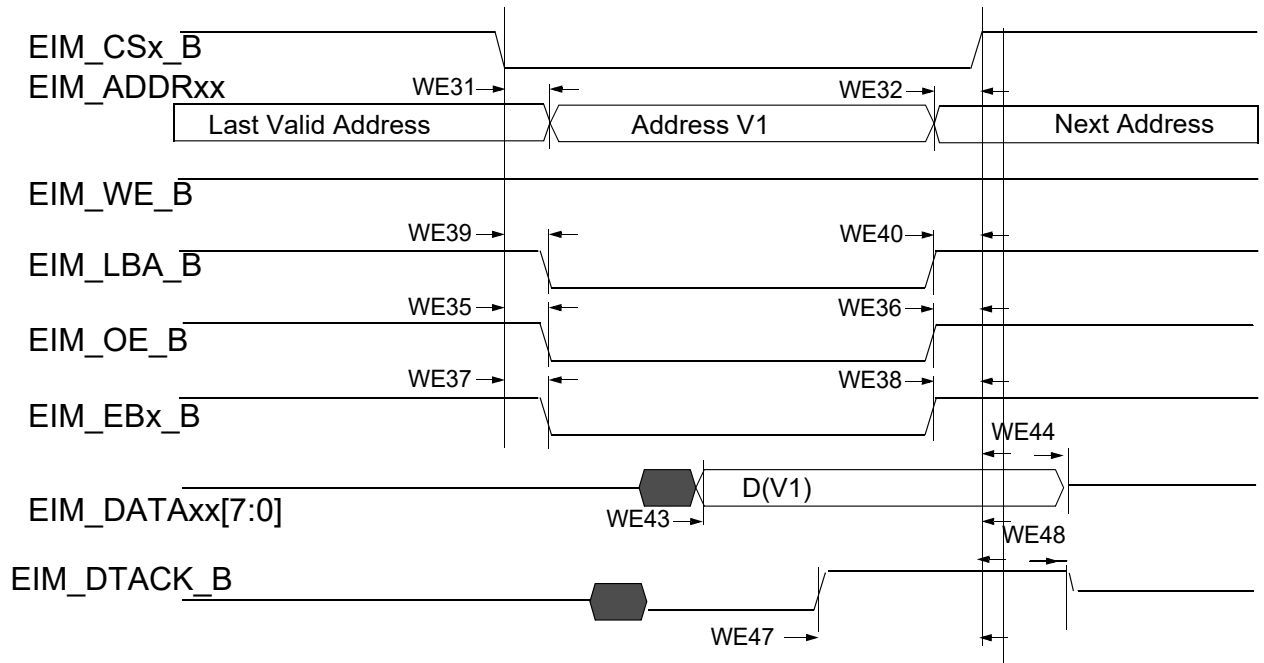 EIM_CSx_B
EIM_ADDRxx
WE31
WE32
Last Valid Address
Address V1
Next Address
EIM_WE_B
WE39
WE40
EIM_LBA_B
WE35
WE36
EIM_OE_B
WE37
WE38
EIM_EBx_B
WE44
D(V1)
EIM_DATAxx[7:0]
WE43
WE48
EIM_DTACK_B
WE47